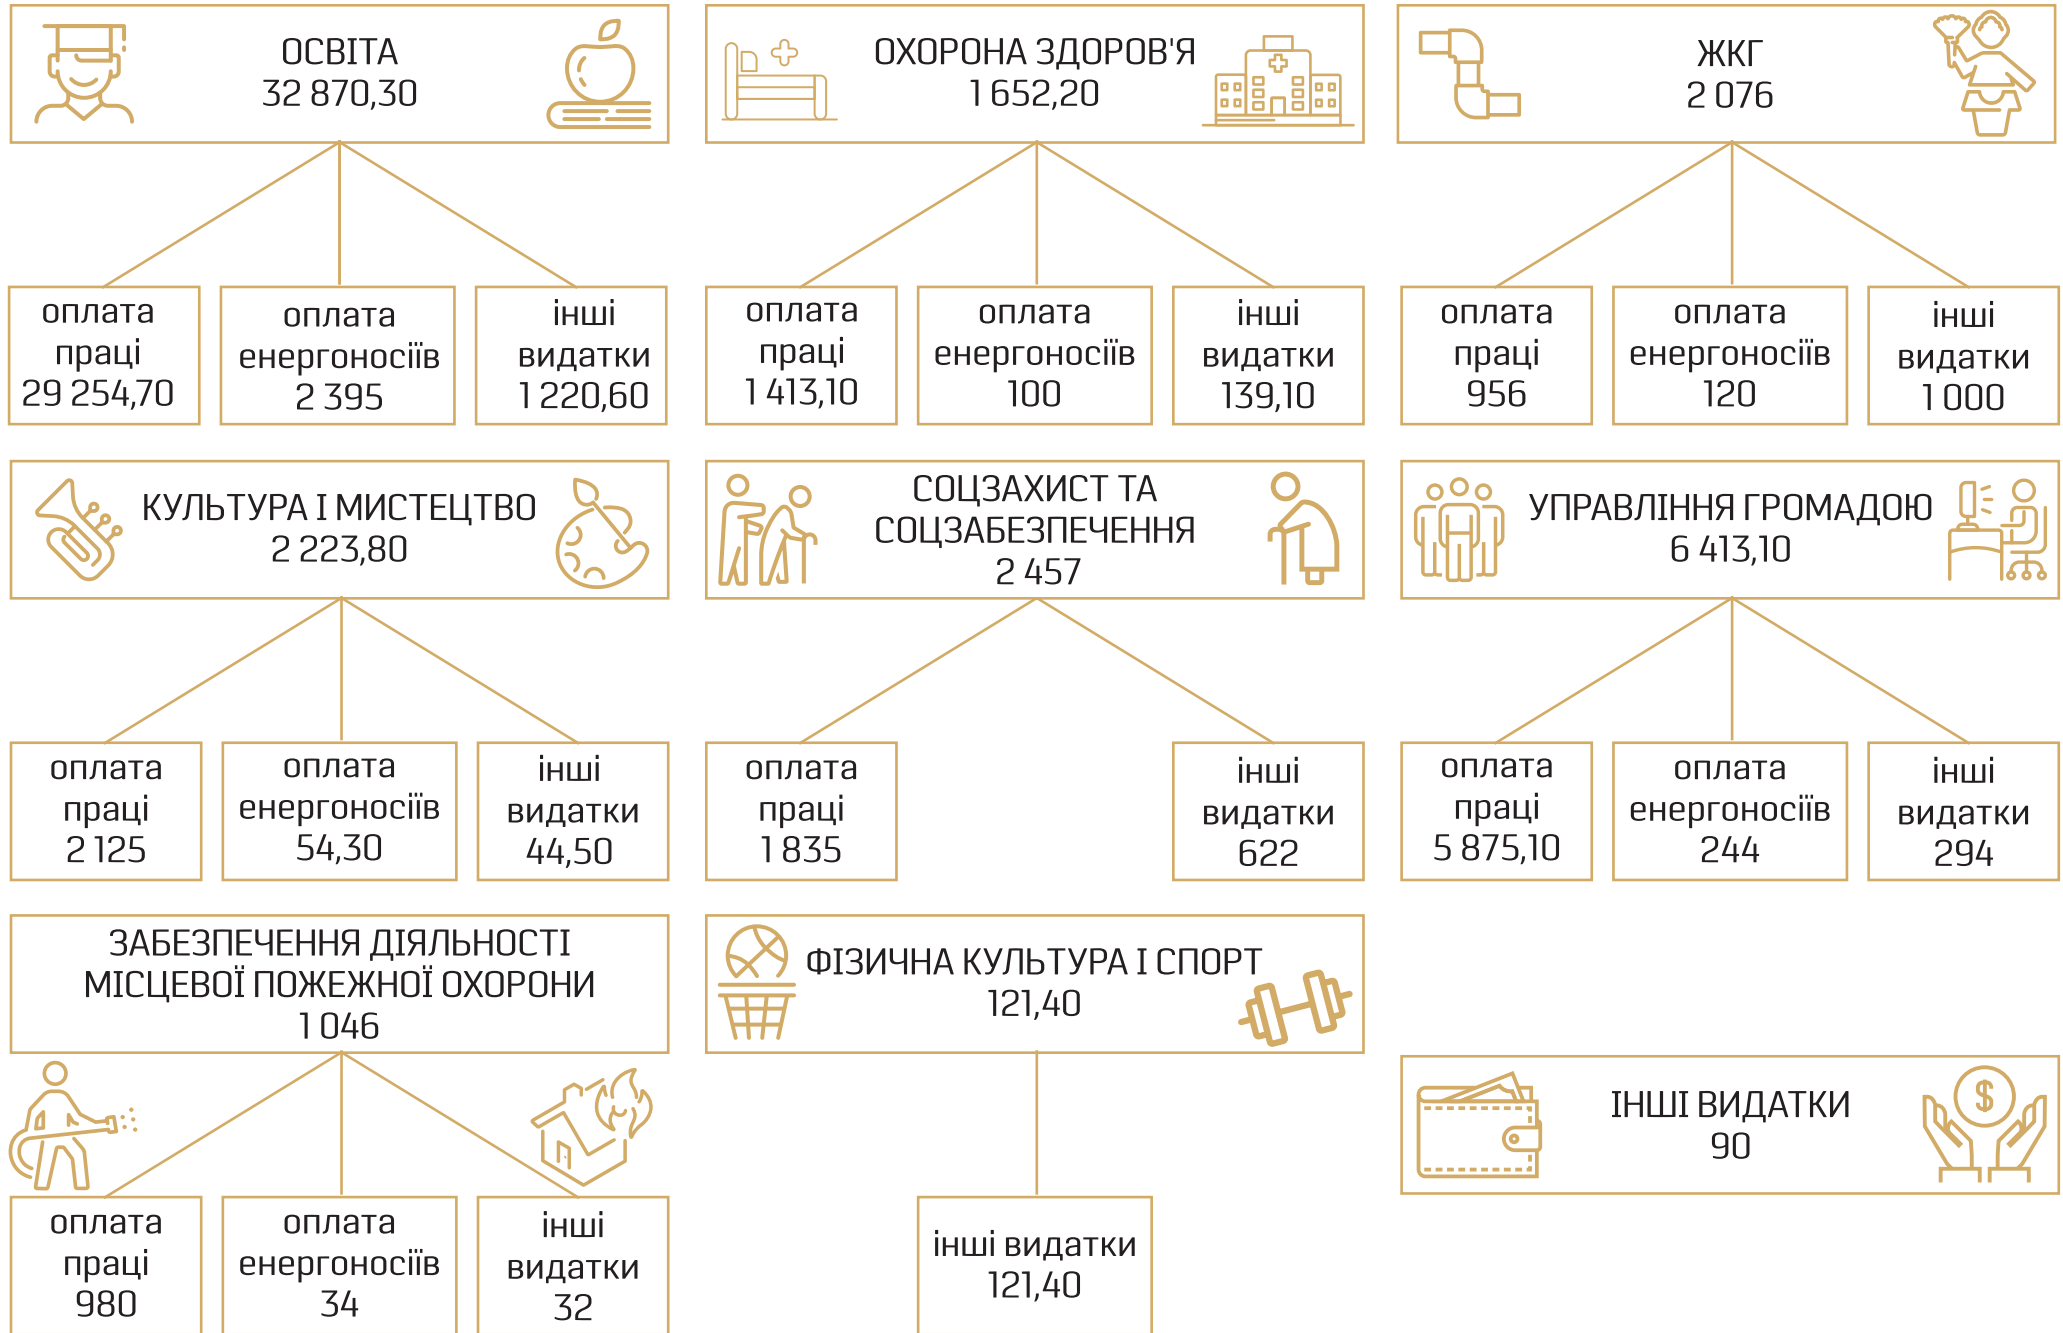 ОСВІТА
32 870,30
ОХОРОНА ЗДОРОВ'Я
1 652,20
ЖКГ
2 076
оплата
праці
29 254,70
оплата
енергоносіїв
2 395
інші
видатки
1 220,60
оплата
праці
1 413,10
оплата
енергоносіїв
100
інші
видатки
139,10
оплата
праці
956
оплата
енергоносіїв
120
інші
видатки
1 000
КУЛЬТУРА І МИСТЕЦТВО
2 223,80
СОЦЗАХИСТ ТА
СОЦЗАБЕЗПЕЧЕННЯ
2 457
УПРАВЛІННЯ ГРОМАДОЮ
6 413,10
оплата
праці
2 125
оплата
енергоносіїв
54,30
інші
видатки
44,50
оплата
праці
1 835
інші
видатки
622
оплата
праці
5 875,10
оплата
енергоносіїв
244
інші
видатки
294
ЗАБЕЗПЕЧЕННЯ ДІЯЛЬНОСТІ
МІСЦЕВОЇ ПОЖЕЖНОЇ ОХОРОНИ
1 046
ФІЗИЧНА КУЛЬТУРА І СПОРТ
121,40
ІНШІ ВИДАТКИ
90
$
оплата
праці
980
оплата
енергоносіїв
34
інші
видатки
32
інші видатки
121,40